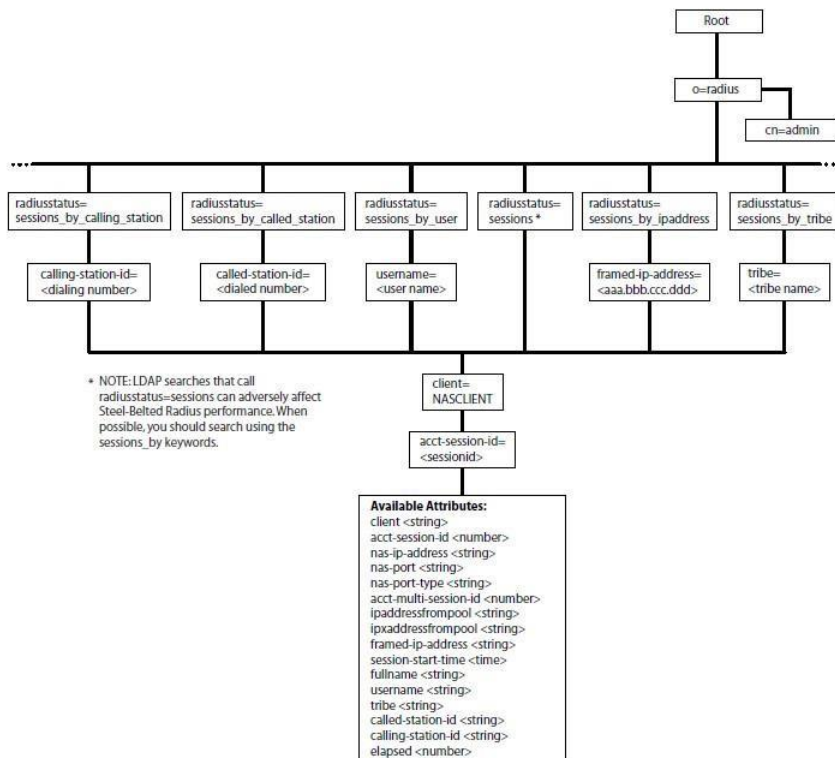 Root
o=radius
cn=admin
radiusstatus=
sessions_by_calling_station
radiusstatus=
sessions_by_called_station
radiusstatus=
sessions_by_user
radiusstatus=
sessions *
radiusstatus=
sessions_by_ipaddress
radiusstatus=
sessions_by_tribe
calling-station-id=
<dialing number>
called-station-id=
<dialed number>
username=
<user name>
framed-ip-address=
<aaa.bbb.ccc.ddd>
tribe=
<tribe name>
* NOTE: LDAP searches that call
radiusstatus=sessions can adversely affect
Steel-Belted Radius performance. When
possible, you should search using the
sessions_by keywords.
client=
NASCLIENT
acct-session-id=
<sessionid>
Available Attributes:
client <string>
acct-session-id <number>
nas-ip-address <string>
nas-port <string>
nas-port-type <string>
acct-multi-session-id <number>
ipaddressfrompool <string>
ipxaddressfrompool <string>
framed-ip-address <string>
session-start-time <time>
fullname <string>
username <string>
tribe <string>
called-station-id <string>
calling-station-id <string>
elapsed <number>